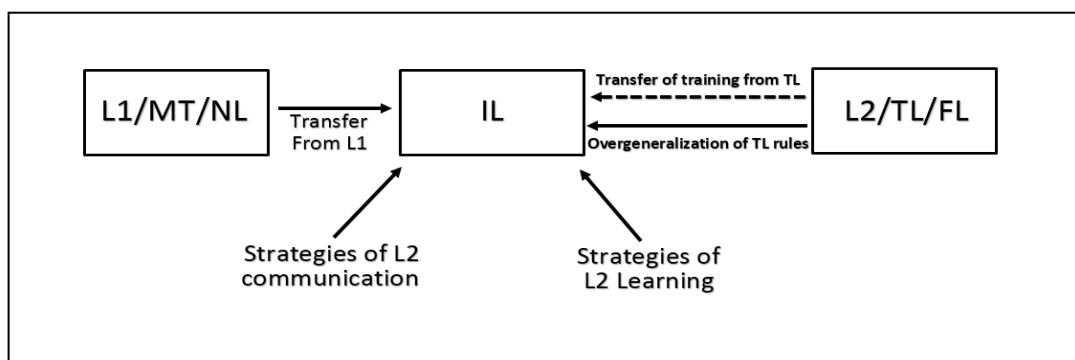 L1/MT/NL
Transfer
From L1
IL
Transfer of training from TL
Overgeneralization of TL rules
L2/TL/FL
Strategies of L2
communication
Strategies of
L2 Learning